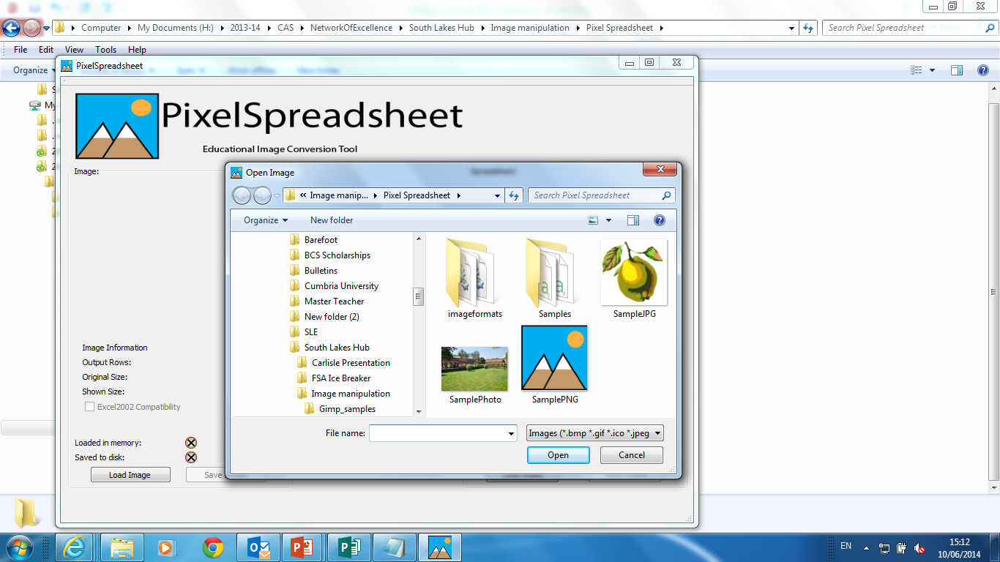 Computer My Documents (H:) 2013-14 CAS NetworkOfExcellence South Lakes Hub Image manipulation Pixel Spreadsheet
Search Pixel Spreadsheet
File Edit View Tools Help
Organize
PixelSpreadsheet
PixelSpreadsheet
Educational Image Conversion Tool
Image:
Open Image
« Image manip... Pixel Spreadsheet
Search Pixel Spreadsheet
Organize New folder
Barefoot
BCS Scholarships
Bulletins
Cumbria University
Master Teacher
New folder (2)
SLE
South Lakes Hub
Carlisle Presentation
FSA Ice Breaker
Image manipulation
Gimp_samples
imageformats Samples SampleJPG
SamplePhoto SamplePNG
File name:
Images (*.bmp *.gif *.ico *.jpeg
Open Cancel
Image Information
Output Rows:
Original Size:
Shown Size:
Excel2002 Compatibility
Loaded in memory:
Saved to disk:
Load Image
EN
15:12
10/06/2014